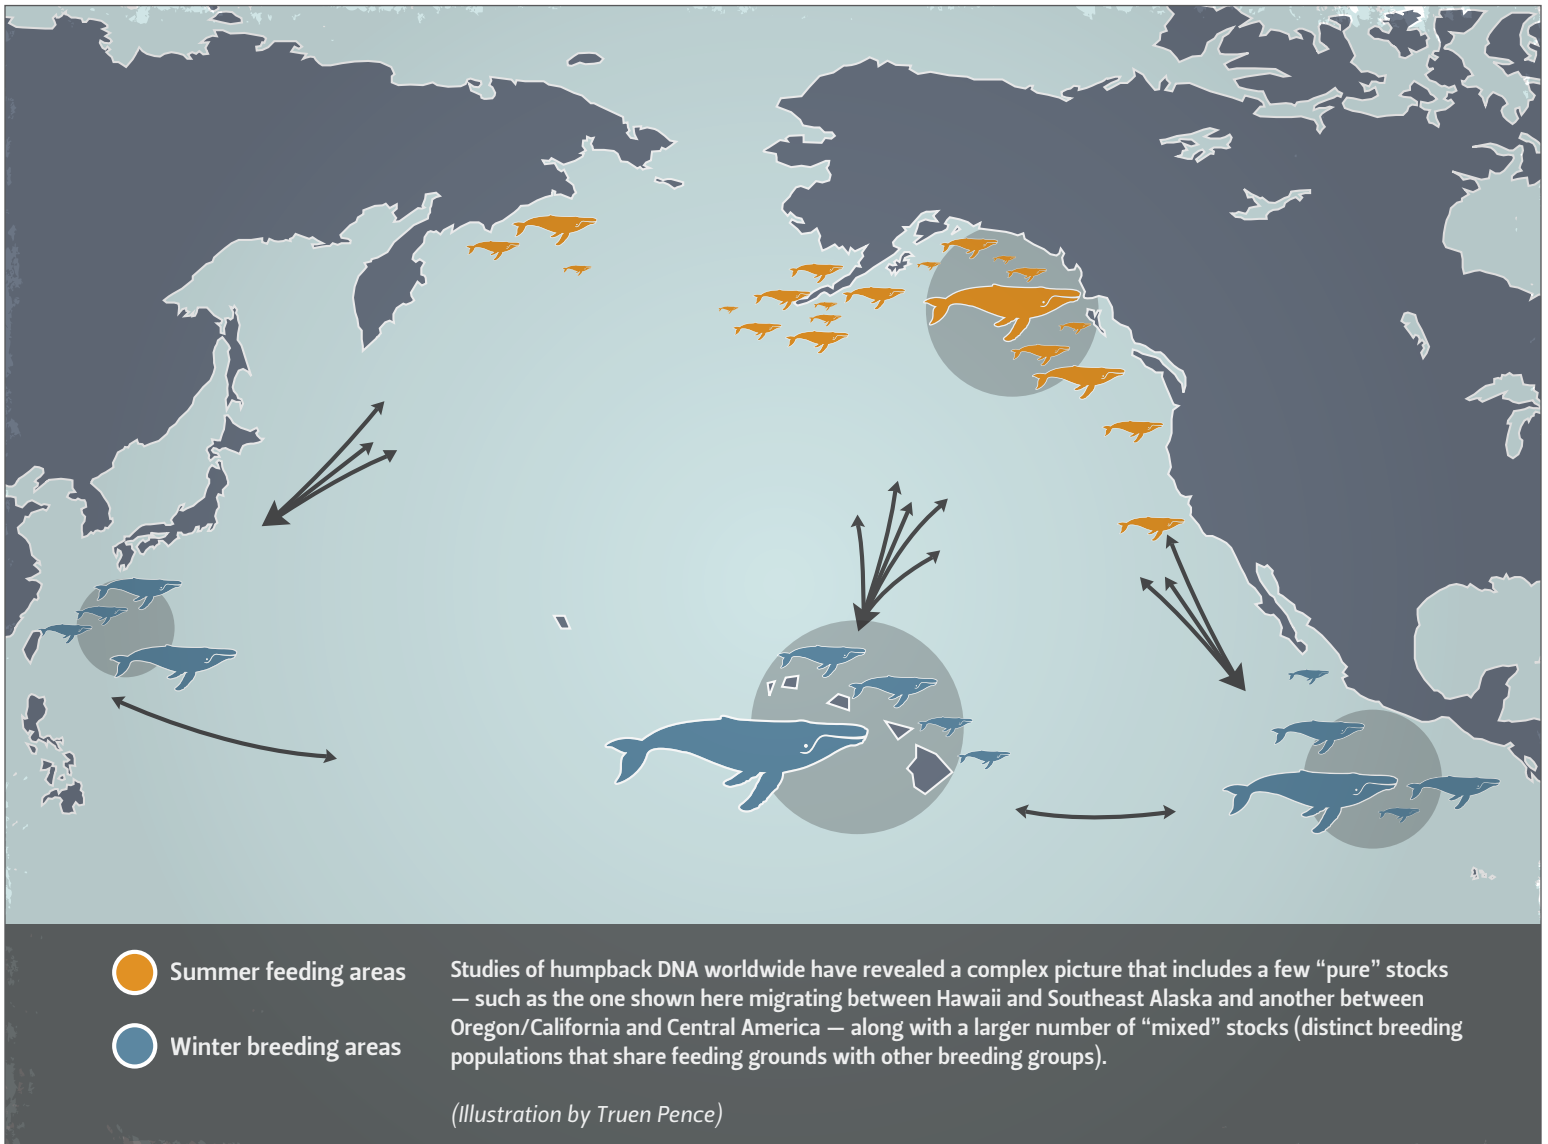 Summer feeding areas
Winter breeding areas
Studies of humpback DNA worldwide have revealed a complex picture that includes a few “pure” stocks
— such as the one shown here migrating between Hawaii and Southeast Alaska and another between
Oregon/California and Central America — along with a larger number of “mixed” stocks (distinct breeding
populations that share feeding grounds with other breeding groups).
(Illustration by Truen Pence)